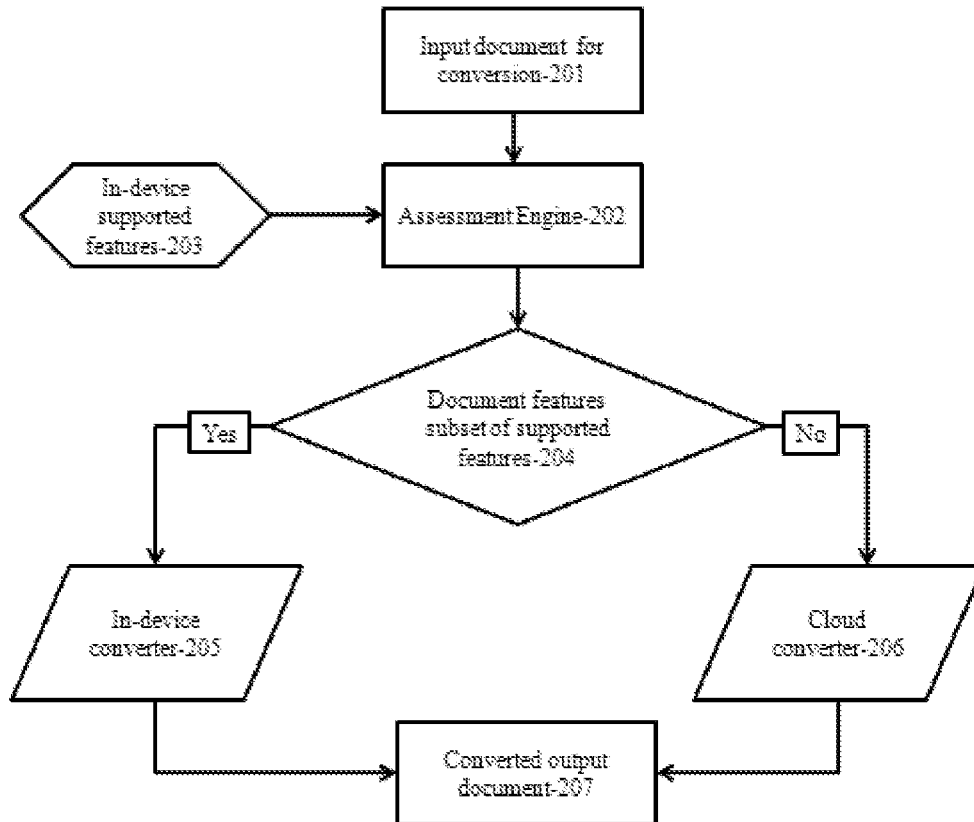 Input document for
conversion-201
In-device
supported
features-203
Assessment Engine-202
Document features
subset of supported
features-204
Yes
No
In-device
converter-205
Cloud
converter-206
Converted output
document-207